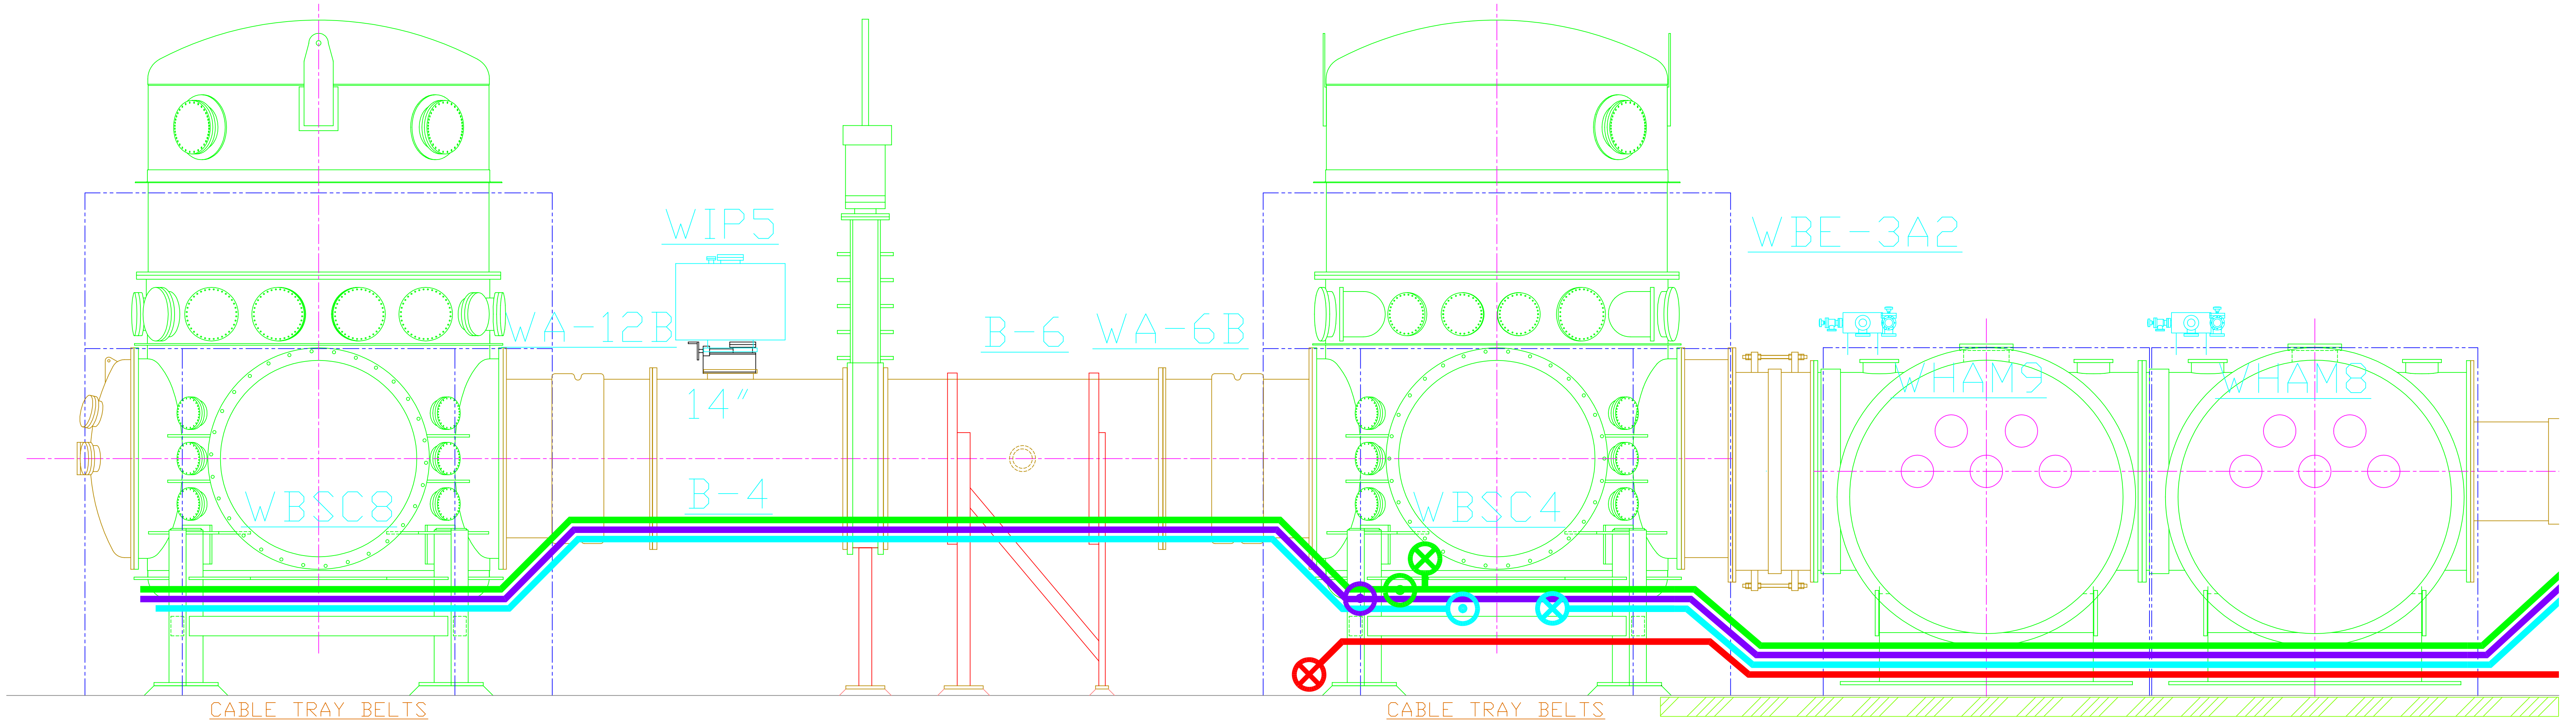 WIP5
WBE-3A2
WA-12B
B-6
WA-6B
14"
WHAM9
WHAM8
B-4
WBSC8
WBSC4
CABLE TRAY BELTS
CABLE TRAY BELTS